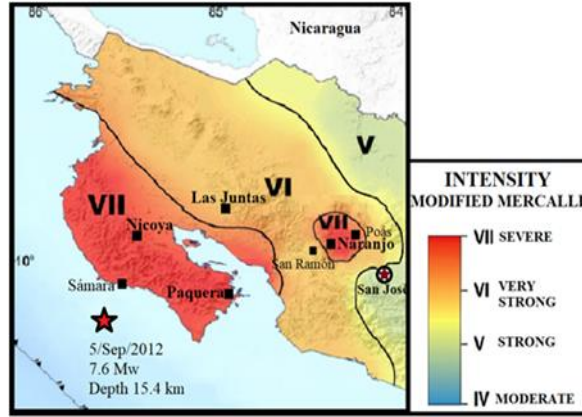 86
85
84
Nicaragua
V
VII
VI
Las Juntas
Nicoya
VII
Poás
Naranjo
San Ramón
10°
Sámara
Paquera
San José
5/Sep/2012
7.6 Mw
Depth 15.4 km
INTENSITY
MODIFIED MERCALLI
VII SEVERE
VI VERY
STRONG
V STRONG
IV MODERATE